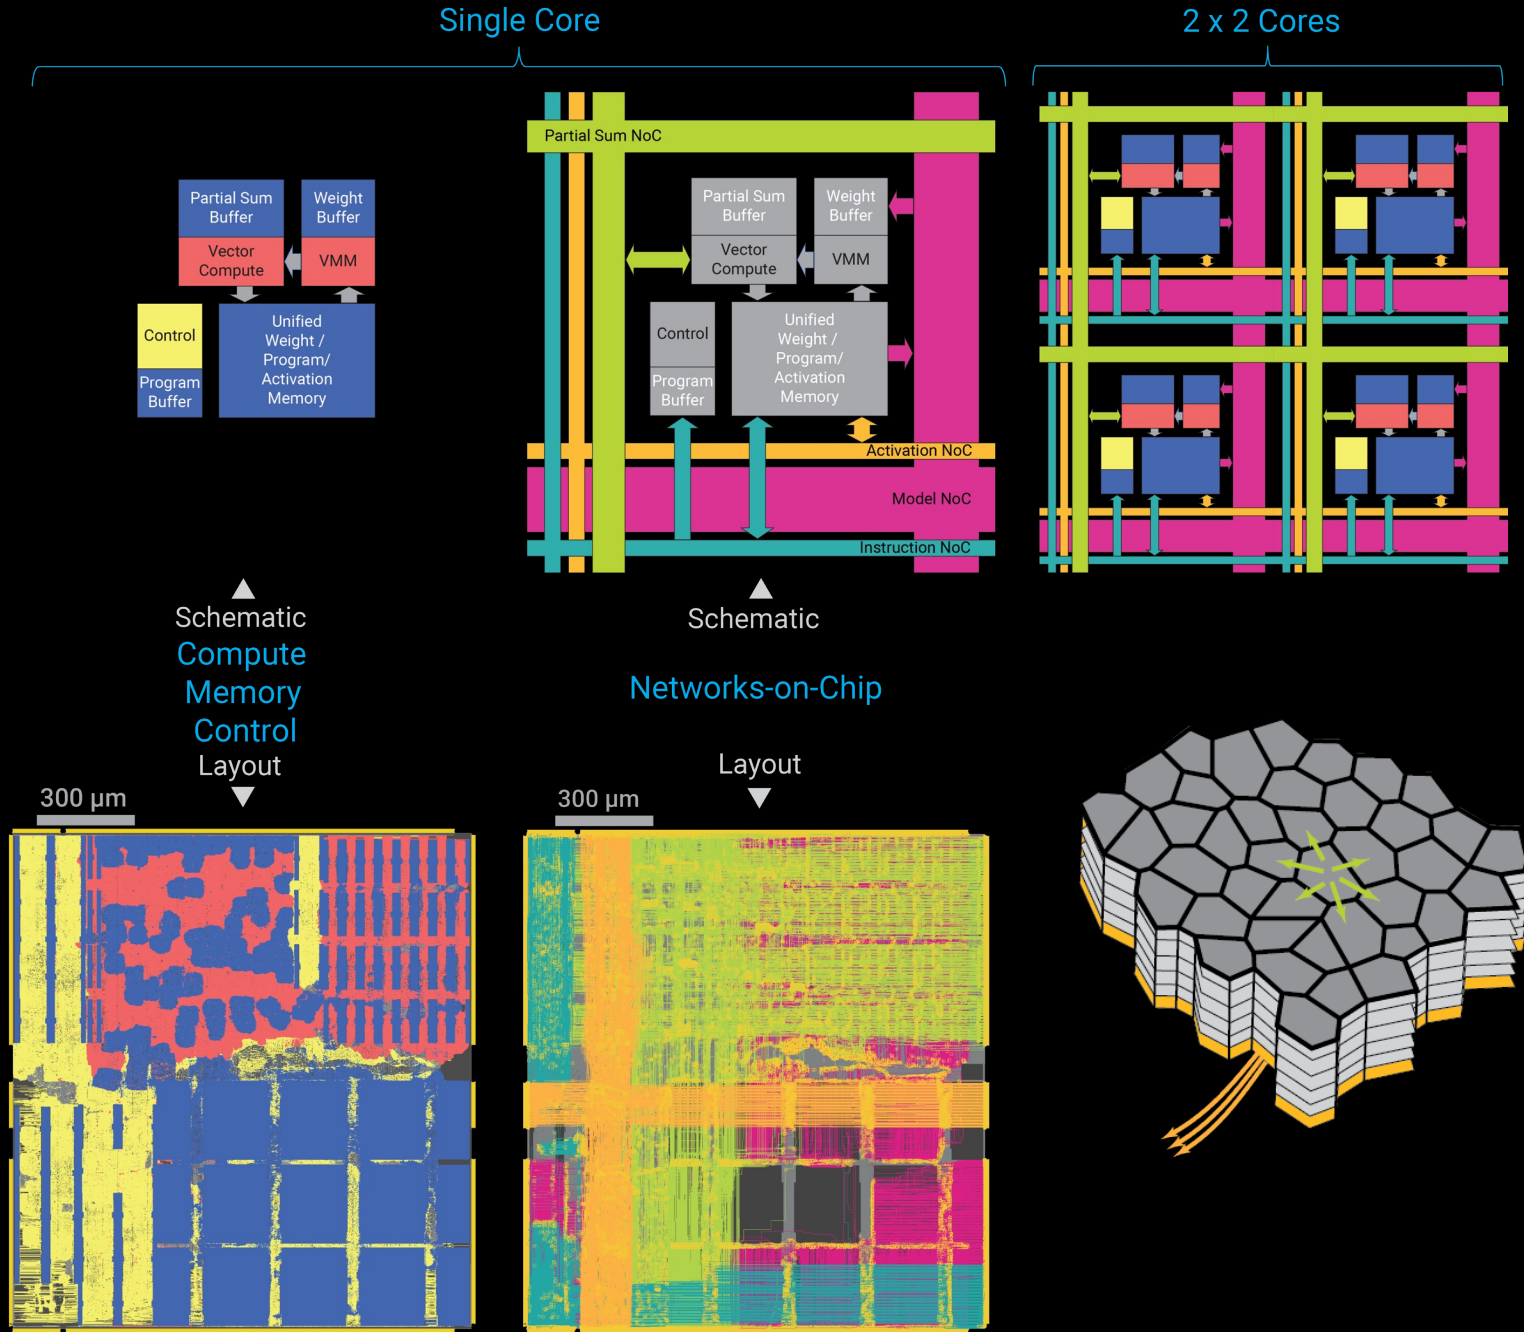 Single Core
2 x 2 Cores
Partial Sum
Buffer
Weight
Buffer
Vector
Compute
VMM
Control
Program
Buffer
Unified
Weight /
Program/
Activation
Memory
Partial Sum NoC
Partial Sum
Buffer
Weight
Buffer
Vector
Compute
VMM
Control
Program
Buffer
Unified
Weight /
Program/
Activation
Memory
Activation NoC
Model NoC
Instruction NoC
Schematic
Compute
Memory
Control
Layout
300 µm
Schematic
Networks-on-Chip
Layout
300 µm